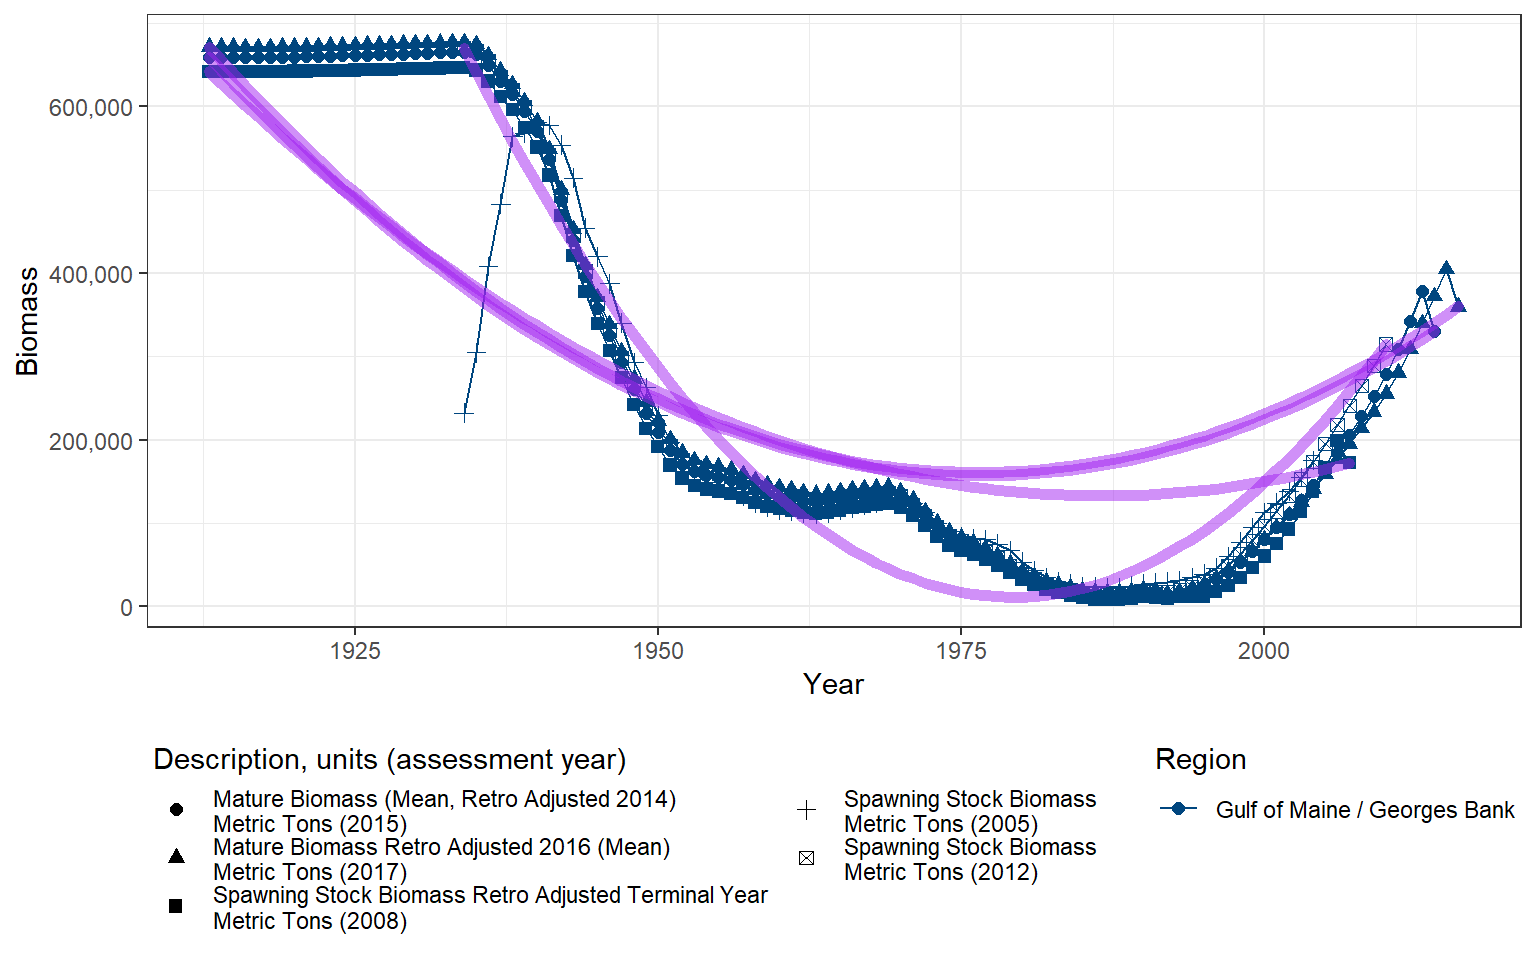 600,000
400,000
200,000
0
Biomass
1925
1950
1975
2000
Year
Description, units (assessment year)
Mature Biomass (Mean, Retro Adjusted 2014)
Metric Tons (2015)
Mature Biomass Retro Adjusted 2016 (Mean)
Metric Tons (2017)
Spawning Stock Biomass Retro Adjusted Terminal Year
Metric Tons (2008)
Spawning Stock Biomass
Metric Tons (2005)
Spawning Stock Biomass
Metric Tons (2012)
Region
Gulf of Maine / Georges Bank